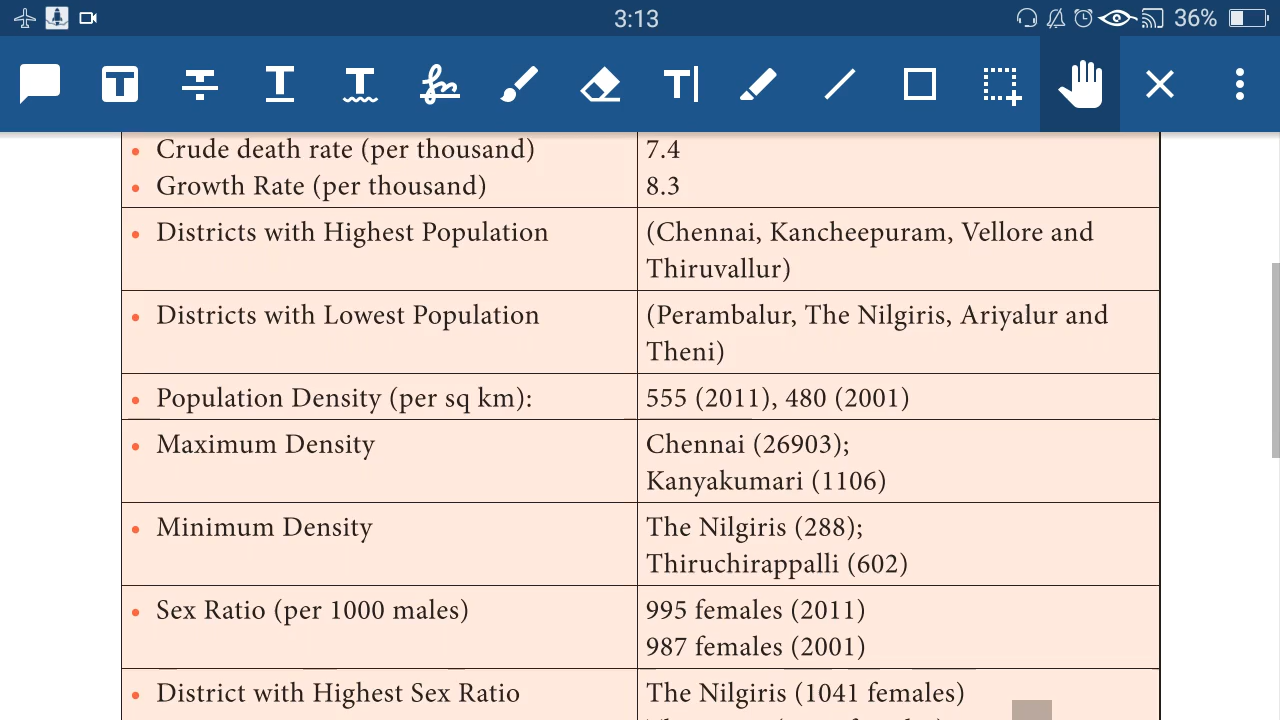 3:13
36%
• Crude death rate (per thousand) 7.4
• Growth Rate (per thousand) 8.3
• Districts with Highest Population (Chennai, Kancheepuram, Vellore and
Thiruvallur)
• Districts with Lowest Population (Perambalur, The Nilgiris, Ariyalur and
Theni)
• Population Density (per sq km): 555 (2011), 480 (2001)
• Maximum Density Chennai (26903);
Kanyakumari (1106)
• Minimum Density The Nilgiris (288);
Thiruchirappalli (602)
• Sex Ratio (per 1000 males) 995 females (2011)
987 females (2001)
• District with Highest Sex Ratio The Nilgiris (1041 females)